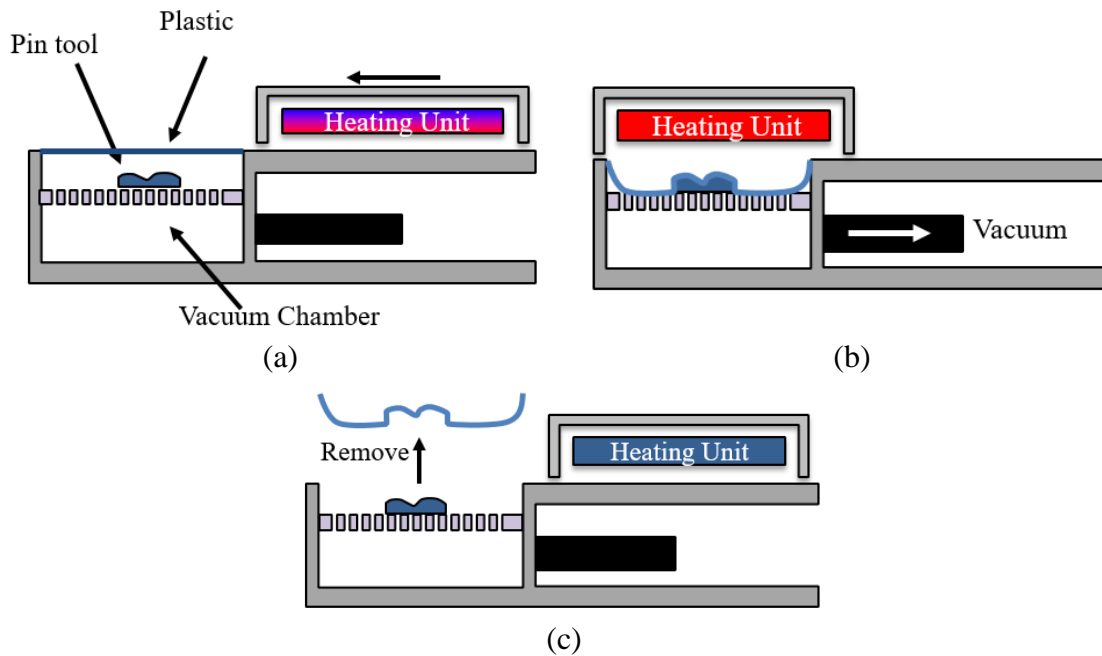 Plastic
Pin tool
Heating Unit
Vacuum Chamber
(a)
Heating Unit
Vacuum
(b)
Remove
Heating Unit
(c)